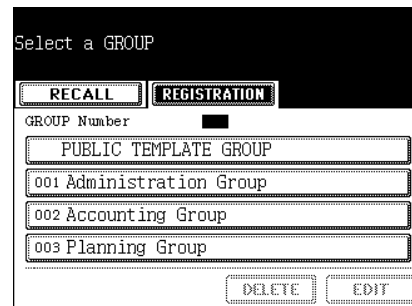 Select a GROUP
RECALL REGISTRATION
GROUP Number
PUBLIC TEMPLATE GROUP
001 Administration Group
002 Accounting Group
003 Planning Group
DELETE EDIT